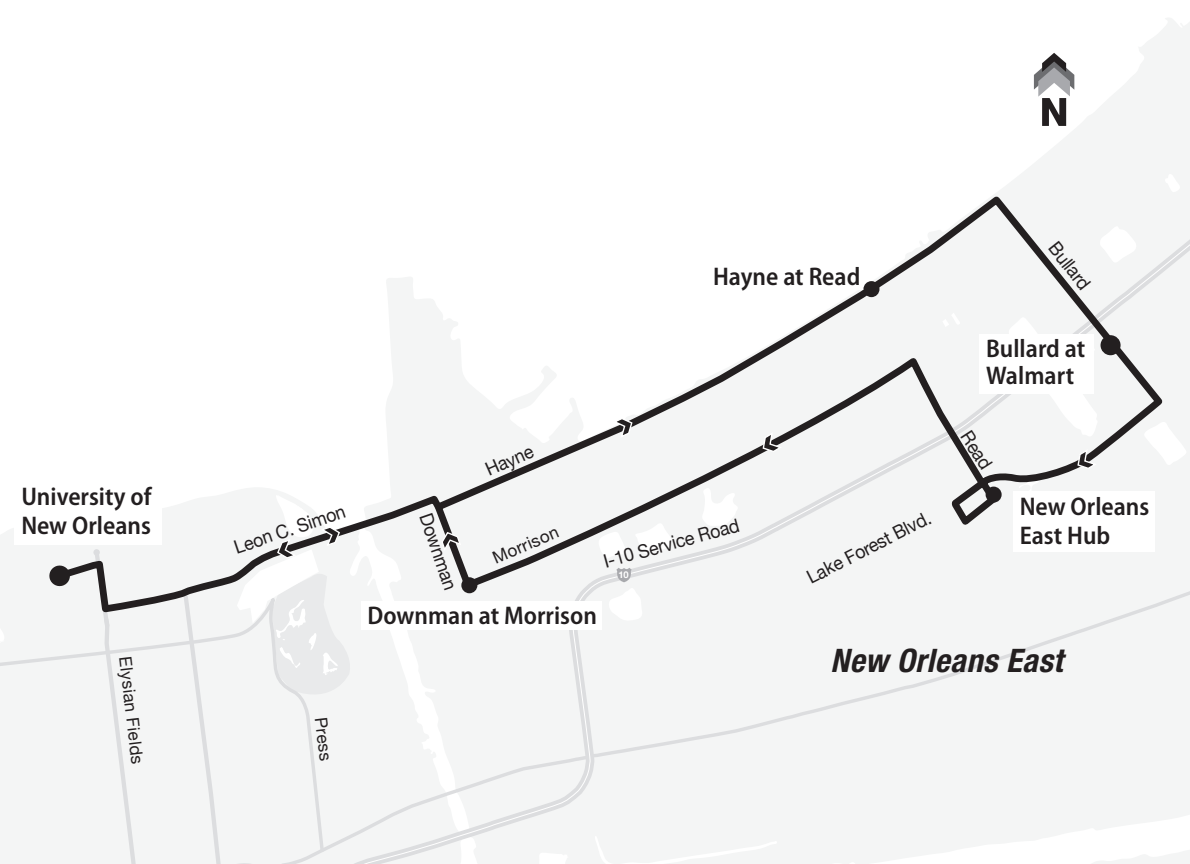 N
Bullard
Hayne at Read
Bullard at
Walmart
Hayne
Read
University of
New Orleans
Leon C. Simon
Downman
Morrison
I-10 Service Road
10
Lake Forest Blvd.
New Orleans
East Hub
Downman at Morrison
New Orleans East
Elysian Fields
Press